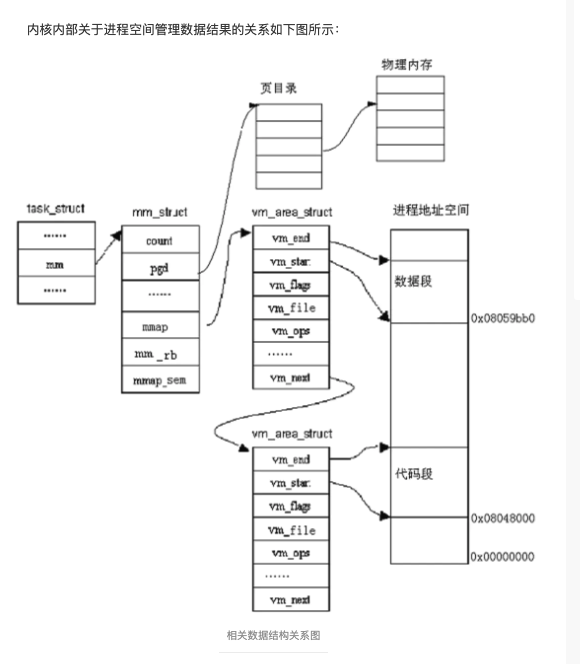 内核内部关于进程空间管理数据结果的关系如下图所示：
物理内存
页目录
task_struct
mm_struct
vm_area_struct
进程地址空间
……
mm
……
count
pgd
……
mmap
mm_rb
mmap_sem
vm_end
vm_star:
vm_flags
vm_file
vm_ops
……
vm_next
数据段
0x08059bb0
vm_area_struct
vm_end
vm_star:
vm_flags
vm_file
vm_ops
……
vm_next
代码段
0x08048000
0x00000000
相关数据结构关系图